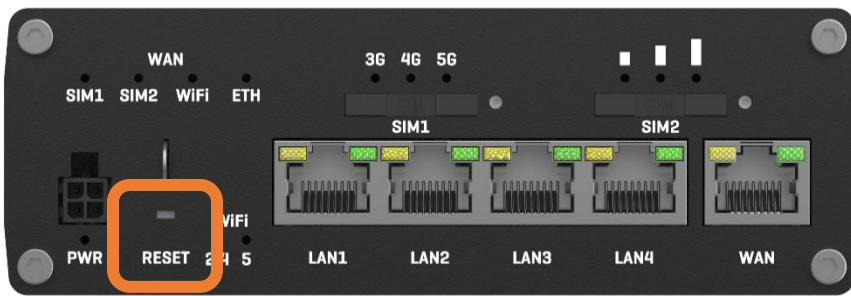 WAN
3G 4G 5G
SIM1 SIM2 WiFi ETH
SIM1
SIM2
WiFi
PWR RESET 2.4 5 LAN1 LAN2 LAN3 LAN4 WAN